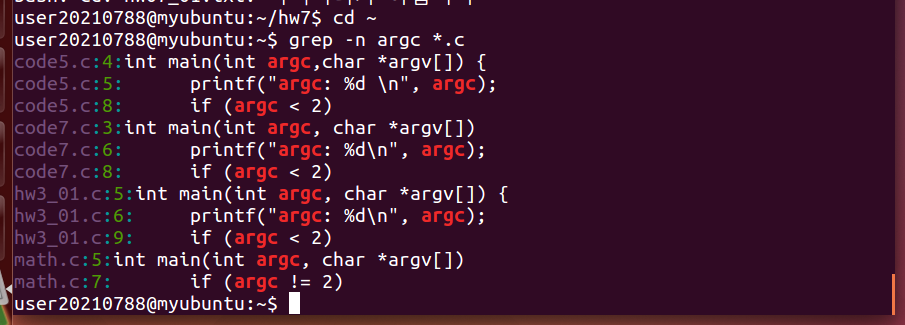 user20210788@myubuntu:~/hw7$ cd ~
user20210788@myubuntu:~$ grep -n argc *.c
code5.c:4:int main(int argc,char *argv[]) {
code5.c:5:      printf("argc: %d \n", argc);
code5.c:8:      if (argc < 2)
code7.c:3:int main(int argc, char *argv[])
code7.c:6:      printf("argc: %d\n", argc);
code7.c:8:      if (argc < 2)
hw3_01.c:5:int main(int argc, char *argv[]) {
hw3_01.c:6:     printf("argc: %d\n", argc);
hw3_01.c:9:     if (argc < 2)
math.c:5:int main(int argc, char *argv[])
math.c:7:       if (argc != 2)
user20210788@myubuntu:~$